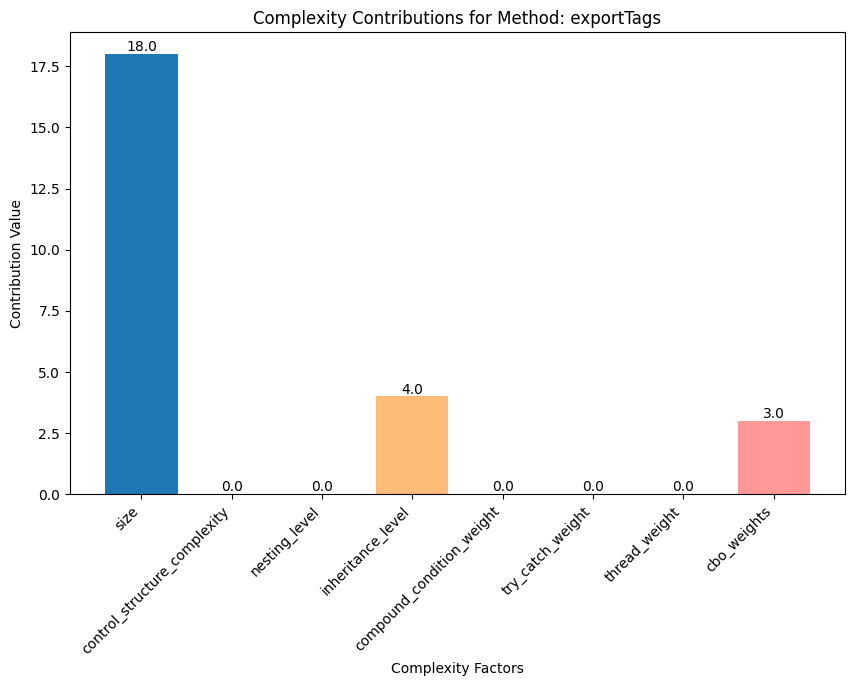 Complexity Contributions for Method: exportTags
Contribution Value
17.5
15.0
12.5
10.0
7.5
5.0
2.5
0.0
18.0
0.0
0.0
4.0
0.0
0.0
0.0
3.0
size
control_structure_complexity
nesting_level
inheritance_level
compound_condition_weight
try_catch_weight
thread_weight
cbo_weights
Complexity Factors